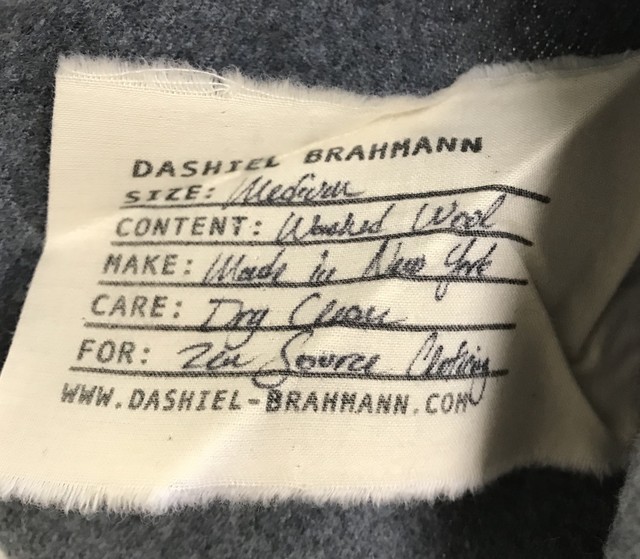 DASHIEL BRAHMANN
SIZE: Medium
CONTENT: Washed Wool
MAKE: Made in New York
CARE: Dry Clean
FOR: Zen Source Clothing
WWW.DASHIEL-BRAHMANN.COM